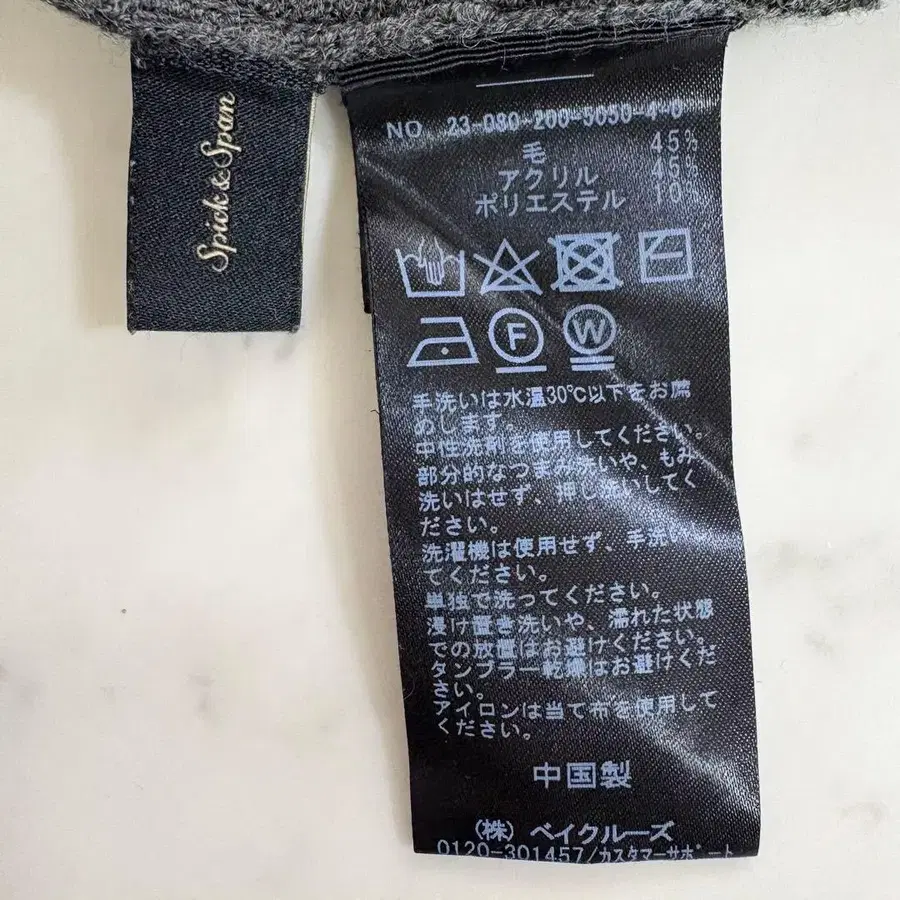 Spick & Span
NO 23-080-200-5050-4-0
毛 45%
アクリル 45%
ポリエステル 10%
F
W
手洗いは水温30℃以下をお薦
めします。
中性洗剤を使用してください。
部分的なつまみ洗いや、もみ
洗いはせず、押し洗いしてく
ださい。
洗濯機は使用せず、手洗い
てください。
単独で洗ってください。
浸け置き洗いや、濡れた状態
での放置はお避けください。
タンブラー乾燥はお避けくだ
さい。
アイロンは当て布を使用して
ください。
中国製
(株) ベイクルーズ
0120-301457/カスタマーサポート